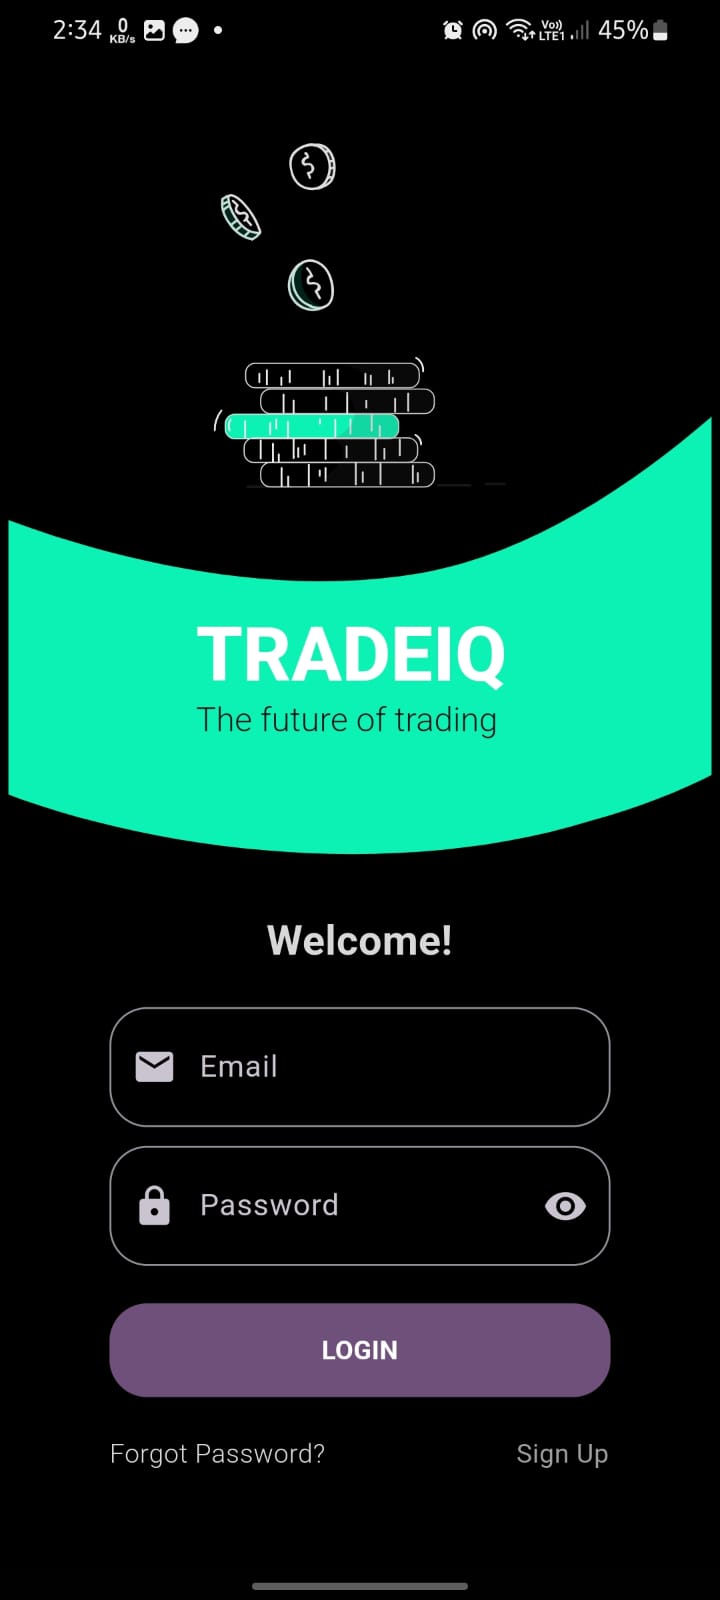 2:34 0 KB/s Vo)) LTE1 45%
TRADEIQ
The future of trading
Welcome!
Email
Password
LOGIN
Forgot Password? Sign Up